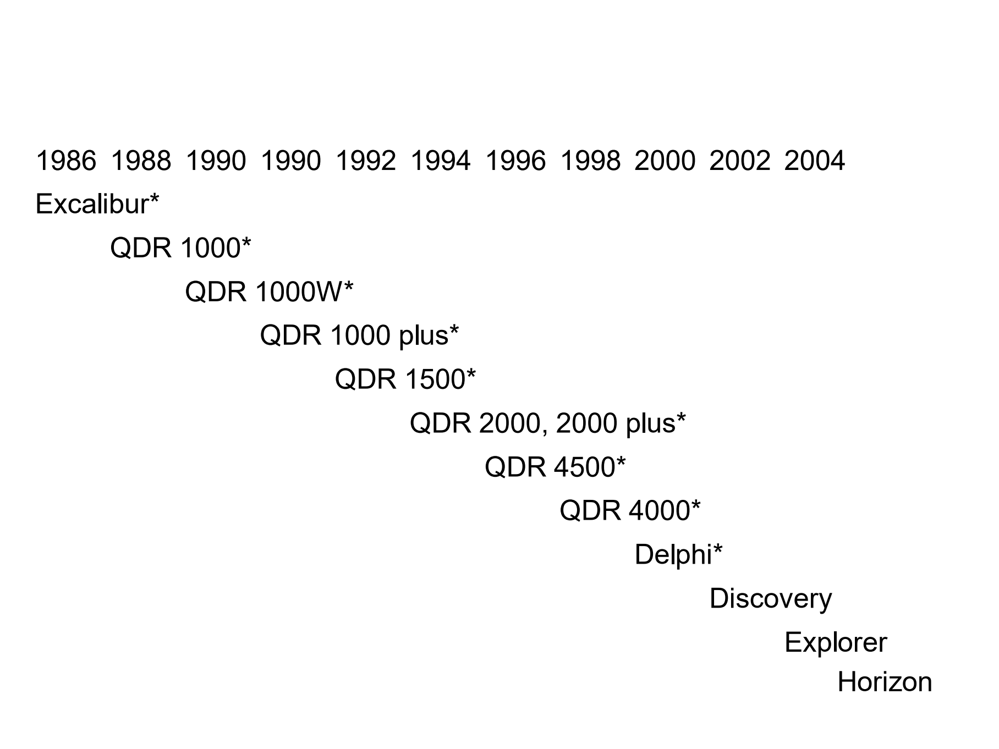 1986 1988 1990 1990 1992 1994 1996 1998 2000 2002 2004
Excalibur*
QDR 1000*
QDR 1000W*
QDR 1000 plus*
QDR 1500*
QDR 2000, 2000 plus*
QDR 4500*
QDR 4000*
Delphi*
Discovery
Explorer
Horizon